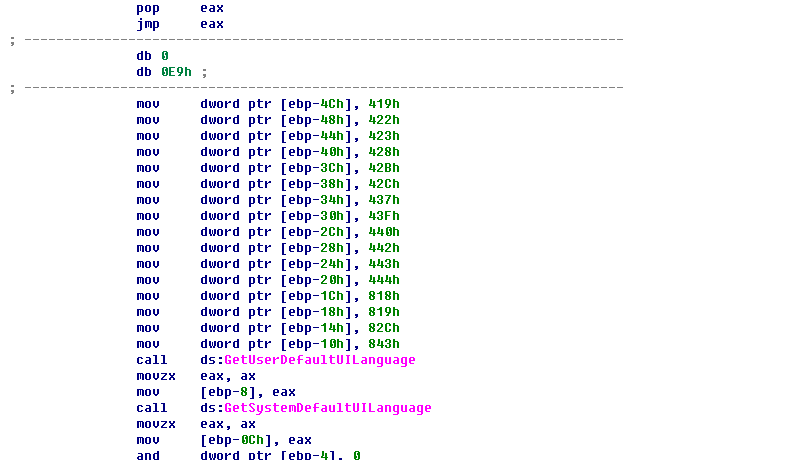 pop eax
jmp eax
; ---------------------------------------------------------------------------
db 0
db 0E9h ;
; ---------------------------------------------------------------------------
mov dword ptr [ebp-4Ch], 419h
mov dword ptr [ebp-48h], 422h
mov dword ptr [ebp-44h], 423h
mov dword ptr [ebp-40h], 428h
mov dword ptr [ebp-3Ch], 42Bh
mov dword ptr [ebp-38h], 42Ch
mov dword ptr [ebp-34h], 437h
mov dword ptr [ebp-30h], 43Fh
mov dword ptr [ebp-2Ch], 440h
mov dword ptr [ebp-28h], 442h
mov dword ptr [ebp-24h], 443h
mov dword ptr [ebp-20h], 444h
mov dword ptr [ebp-1Ch], 818h
mov dword ptr [ebp-18h], 819h
mov dword ptr [ebp-14h], 82Ch
mov dword ptr [ebp-10h], 843h
call ds:GetUserDefaultUILanguage
movzx eax, ax
mov [ebp-8], eax
call ds:GetSystemDefaultUILanguage
movzx eax, ax
mov [ebp-0Ch], eax
and dword ptr [ebp-4], 0